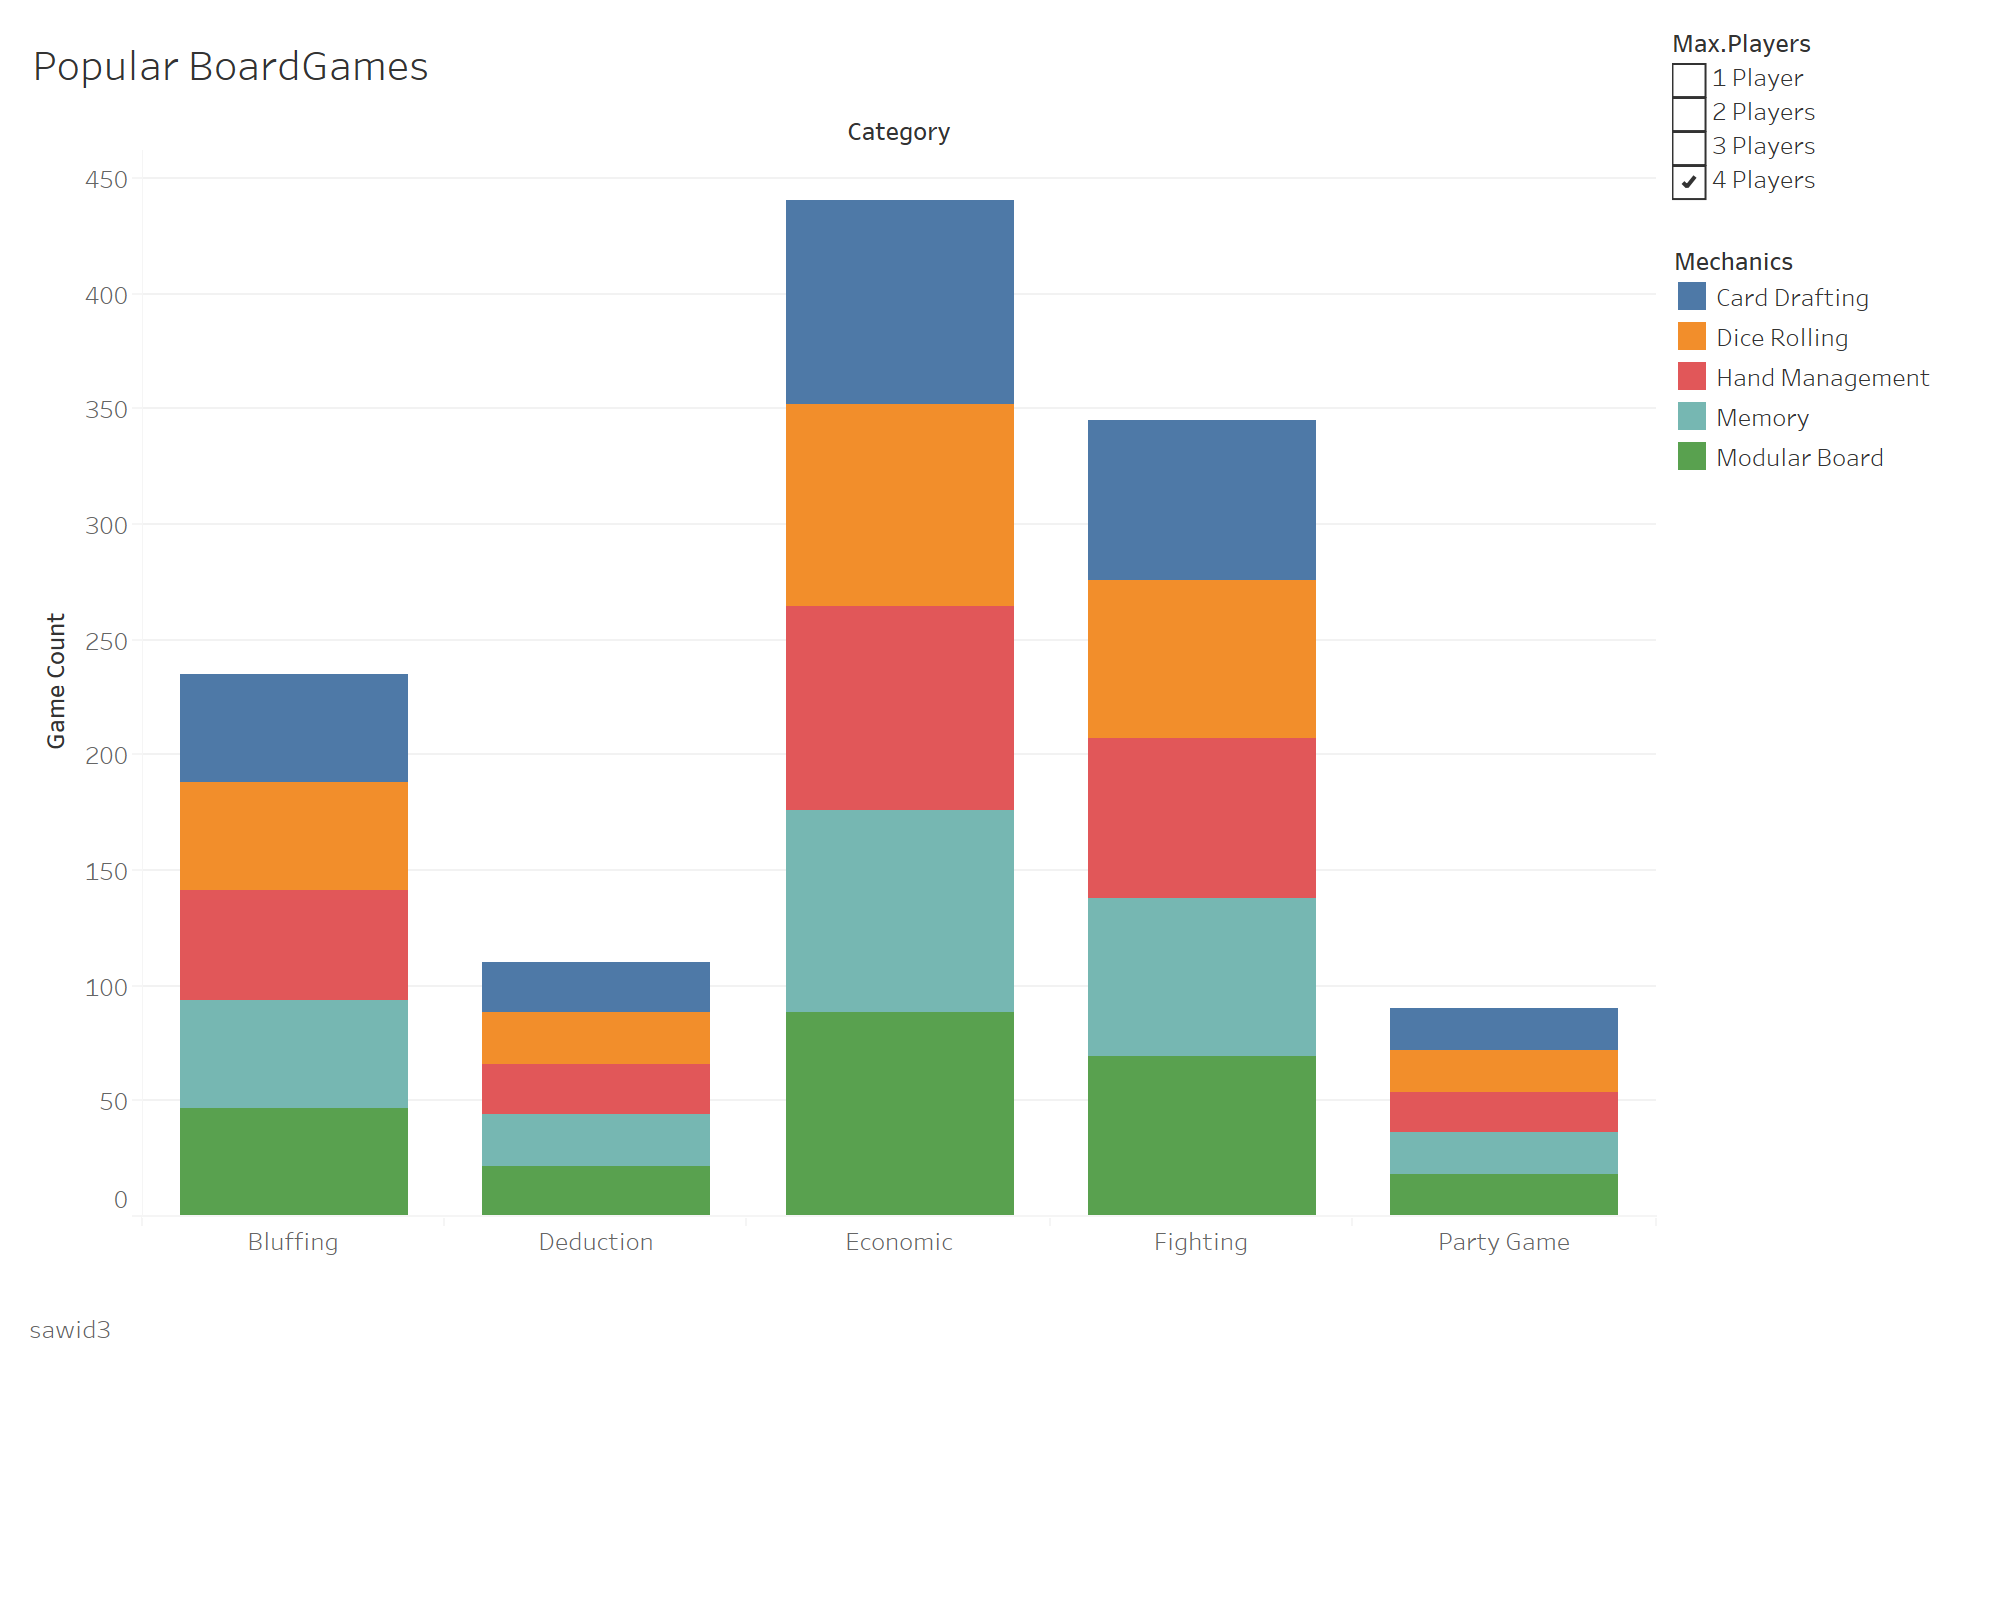 Popular BoardGames
Category
450
400
350
300
250
200
150
100
50
0
Game Count
Bluffing
Deduction
Economic
Fighting
Party Game
Max.Players
1 Player
2 Players
3 Players
4 Players
Mechanics
Card Drafting
Dice Rolling
Hand Management
Memory
Modular Board
sawid3